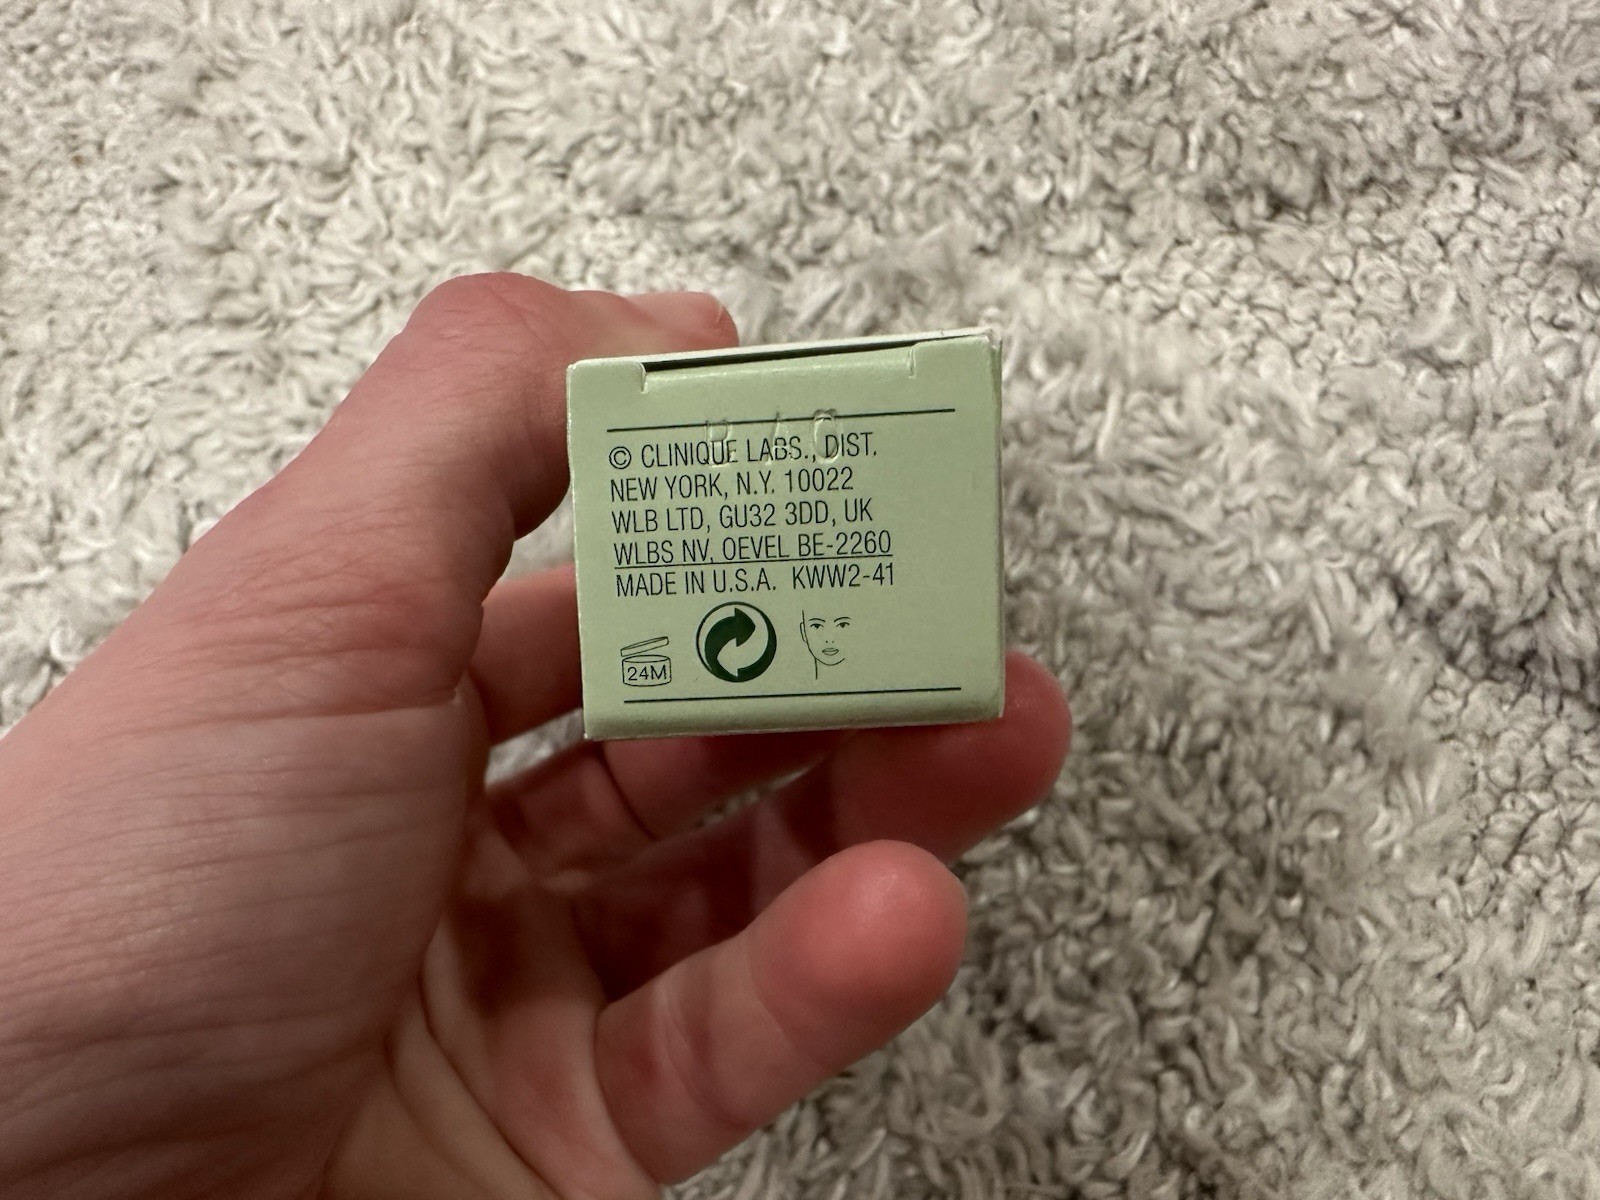 © CLINIQUE LABS., DIST.
NEW YORK, N.Y. 10022
WLB LTD, GU32 3DD, UK
WLBS NV, OEVEL BE-2260
MADE IN U.S.A. KWW2-41
24M